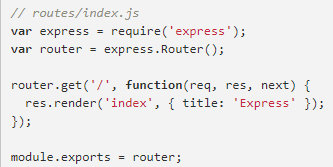 // routes/index.js
var express = require('express');
var router = express.Router();

router.get('/', function(req, res, next) {
  res.render('index', { title: 'Express' });
});

module.exports = router;